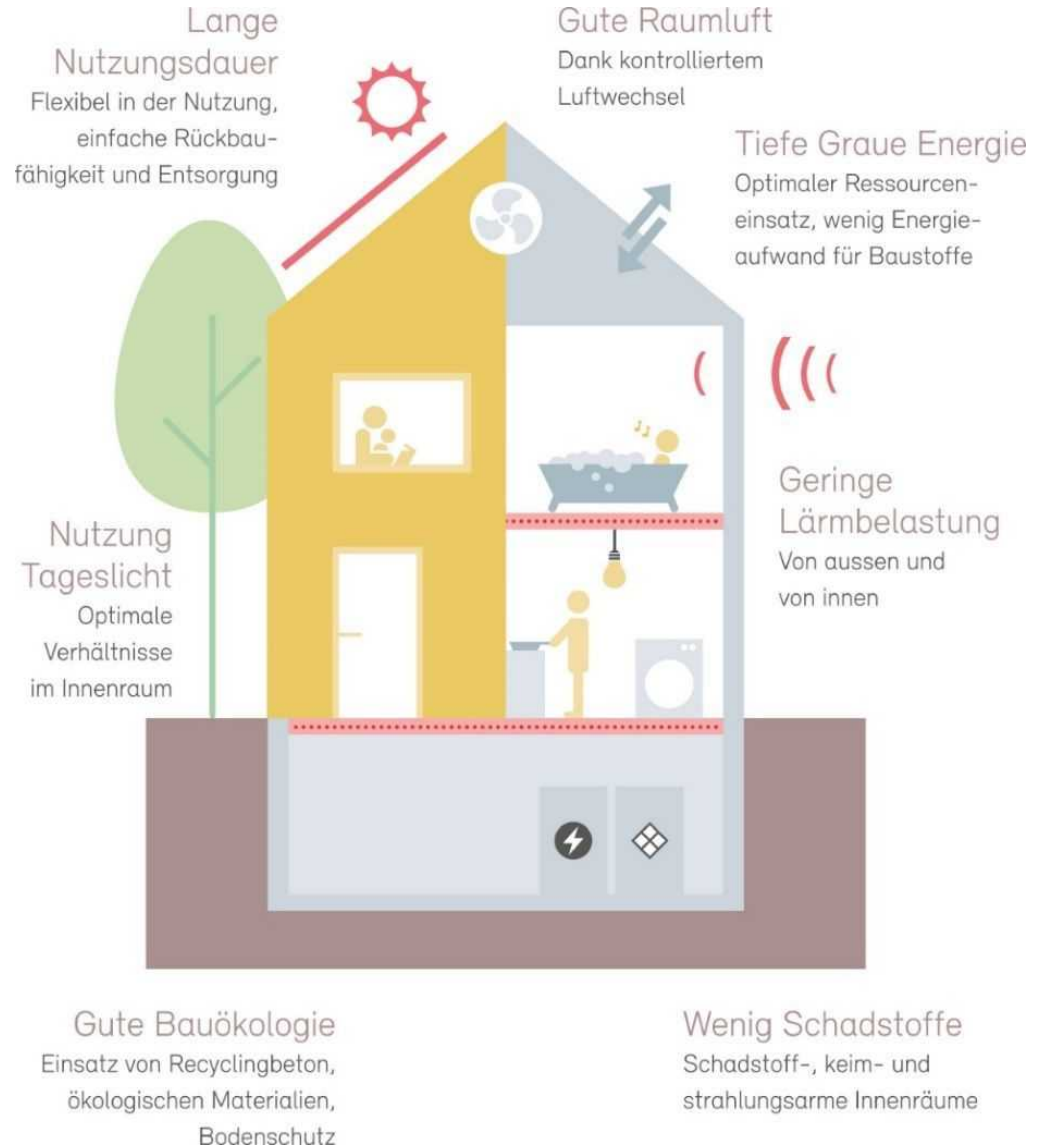 Lange
Nutzungsdauer
Flexibel in der Nutzung,
einfache Rückbau-
fähigkeit und Entsorgung
Gute Raumluft
Dank kontrolliertem
Luftwechsel
Tiefe Graue Energie
Optimaler Ressourcen-
einsatz, wenig Energie-
aufwand für Baustoffe
Geringe
Lärmbelastung
Von aussen und
von innen
Nutzung
Tageslicht
Optimale
Verhältnisse
im Innenraum
Gute Bauökologie
Einsatz von Recyclingbeton,
ökologischen Materialien,
Bodenschutz
Wenig Schadstoffe
Schadstoff-, keim- und
strahlungsarme Innenräume